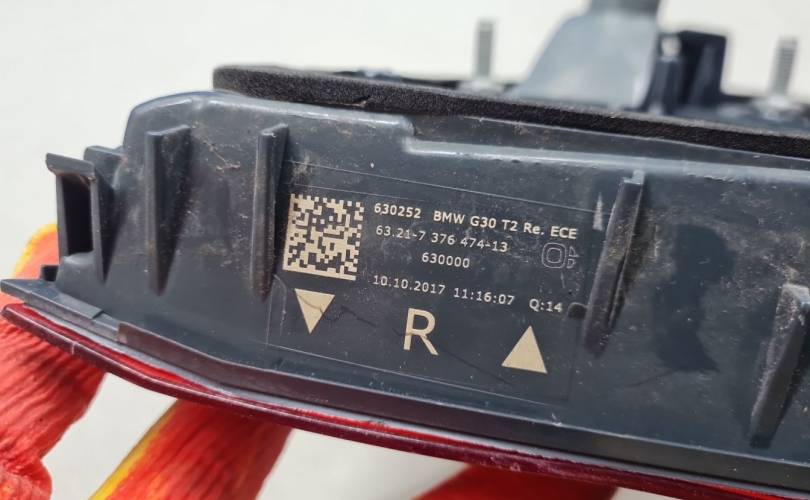 630252 BMW G30 T2 Re. ECE
63.21-7 376 474-13
630000
10.10.2017 11:16:07 Q:14
R